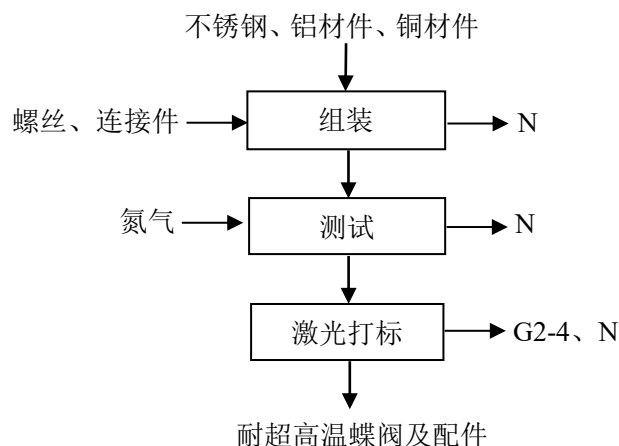 不锈钢、铝材件、铜材件
螺丝、连接件
组装
N
氮气
测试
N
激光打标
G2-4、N
耐超高温蝶阀及配件